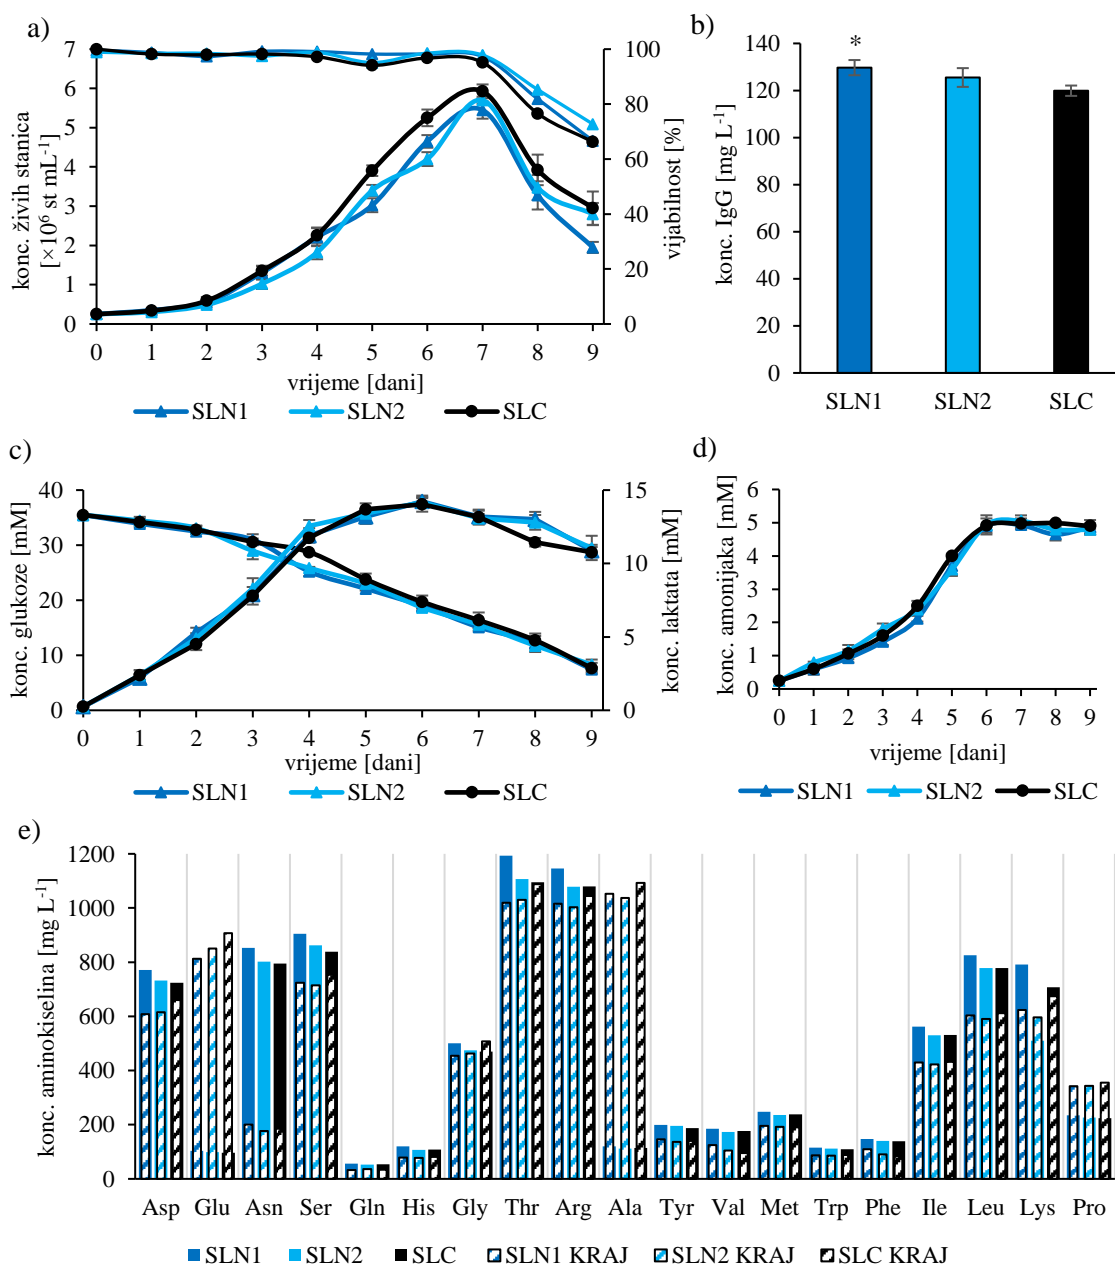 a)
konc. živih stanica
[×10⁶ st mL⁻¹]
7
6
5
4
3
2
1
0
100
80
60
40
20
0
vijabilnost [%]
0 1 2 3 4 5 6 7 8 9
vrijeme [dani]
SLN1 SLN2 SLC
b)
konc. IgG [mg L⁻¹]
140
120
100
80
60
40
20
0
*
SLN1 SLN2 SLC
c)
konc. glukoze [mM]
40
30
20
10
0
15
10
5
0
konc. laktata [mM]
0 1 2 3 4 5 6 7 8 9
vrijeme [dani]
SLN1 SLN2 SLC
d)
konc. amonijaka [mM]
6
5
4
3
2
1
0
0 1 2 3 4 5 6 7 8 9
vrijeme [dani]
SLN1 SLN2 SLC
e)
konc. aminokiselina [mg L⁻¹]
1200
1000
800
600
400
200
0
Asp Glu Asn Ser Gln His Gly Thr Arg Ala Tyr Val Met Trp Phe Ile Leu Lys Pro
SLN1 SLN2 SLC SLN1 KRAJ SLN2 KRAJ SLC KRAJ